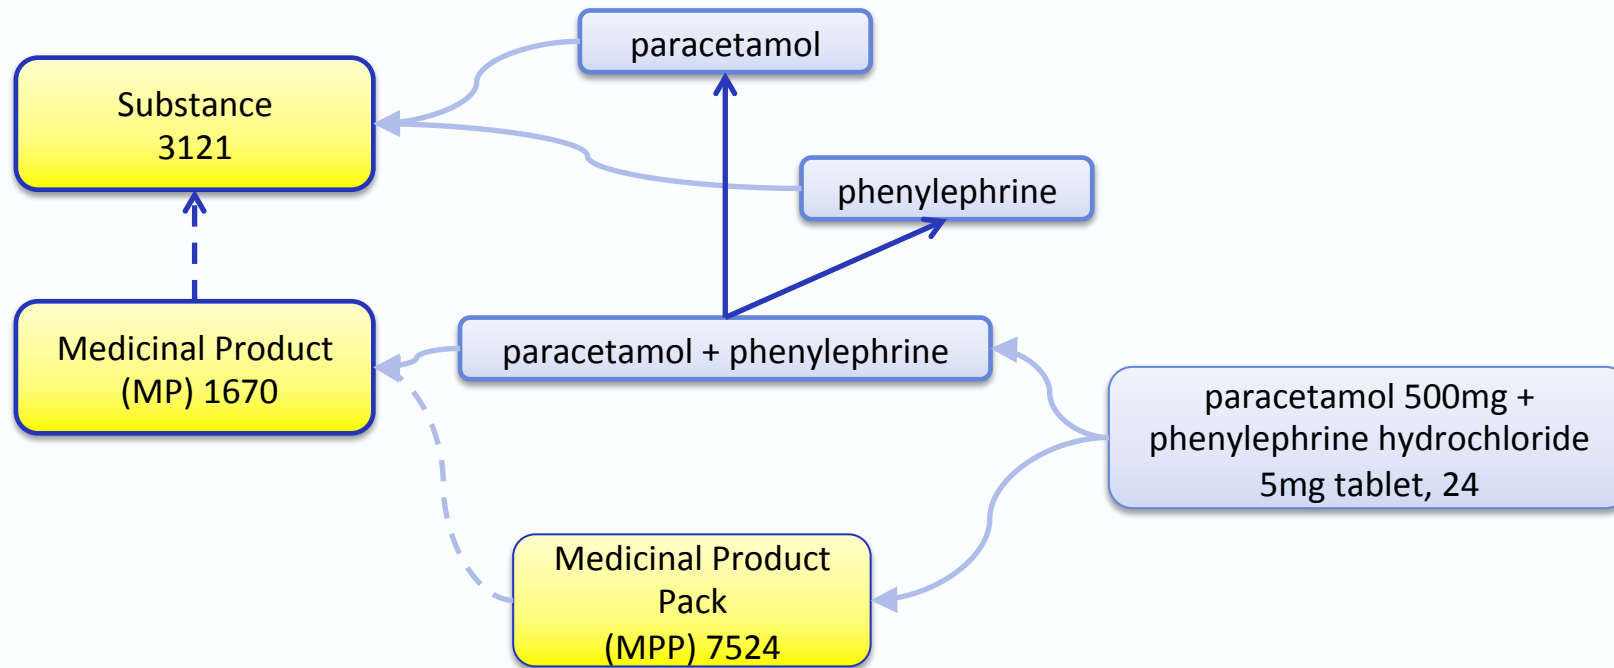 paracetamol
Substance
3121
phenylephrine
Medicinal Product
(MP) 1670
paracetamol + phenylephrine
paracetamol 500mg +
phenylephrine hydrochloride
5mg tablet, 24
Medicinal Product
Pack
(MPP) 7524